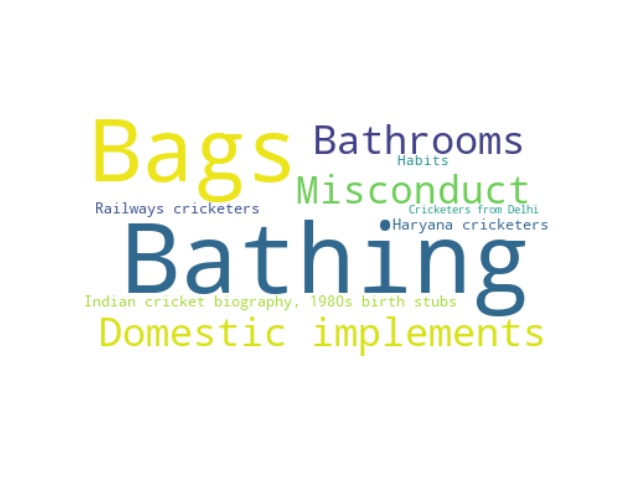 Bags
Bathrooms
Habits
Misconduct
Railways cricketers
Cricketers from Delhi
Haryana cricketers
Bathing
Indian cricket biography, 1980s birth stubs
Domestic implements